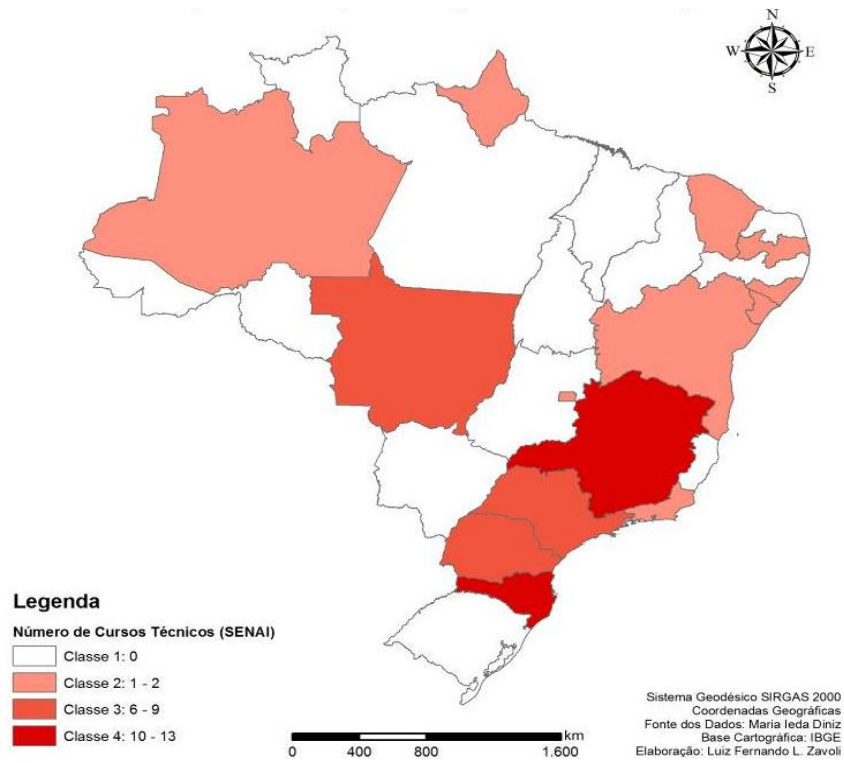 N
W E
S
Legenda
Número de Cursos Técnicos (SENAI)
Classe 1: 0
Classe 2: 1 - 2
Classe 3: 6 - 9
Classe 4: 10 - 13
km
0 400 800 1.600
Sistema Geodésico SIRGAS 2000
Coordenadas Geográficas
Fonte dos Dados: Maria Ieda Diniz
Base Cartográfica: IBGE
Elaboração: Luiz Fernando L. Zavoli